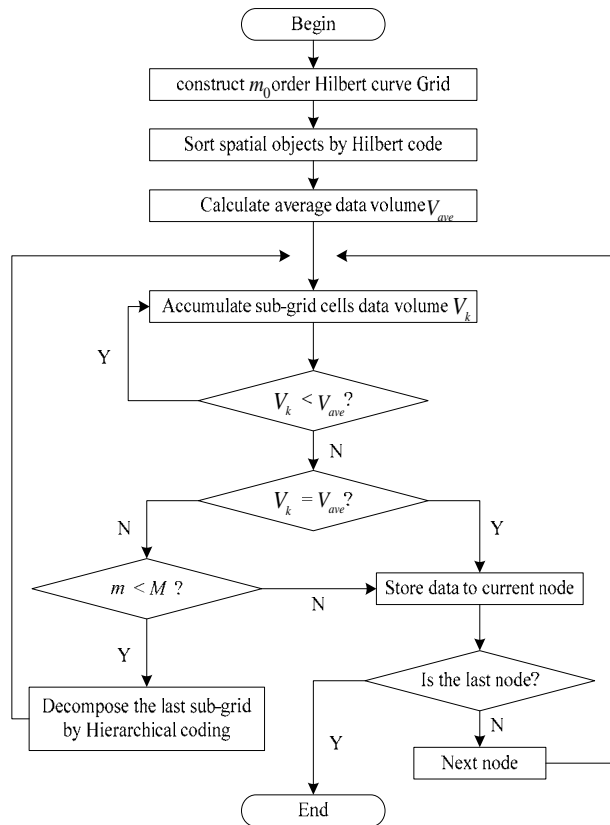 Begin
construct m0 order Hilbert curve Grid
Sort spatial objects by Hilbert code
Calculate average data volume Vave
Accumulate sub-grid cells data volume Vk
Y
Vk < Vave?
N
Vk = Vave?
N
Y
m < M ?
N
Store data to current node
Y
Is the last node?
Decompose the last sub-grid
by Hierarchical coding
Y
N
Next node
End